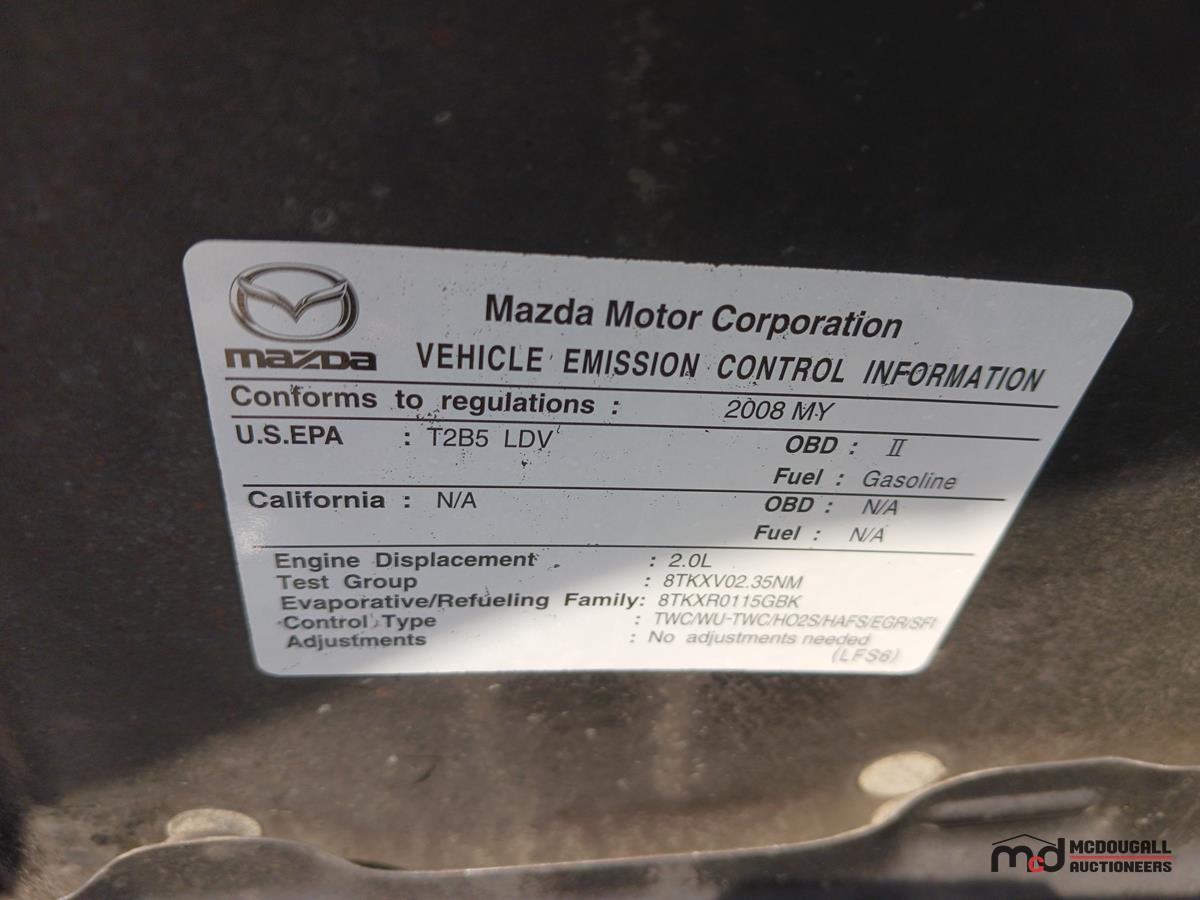 Mazda Motor Corporation
mazda VEHICLE EMISSION CONTROL INFORMATION
Conforms to regulations : 2008 MY
U.S.EPA : T2B5 LDV OBD : II
Fuel : Gasoline
California : N/A OBD : N/A
Fuel : N/A
Engine Displacement : 2.0L
Test Group : 8TKXV02.35NM
Evaporative/Refueling Family: 8TKXR0115GBK
Control Type : TWC/WU-TWC/HO2S/HAFS/EGR/SFI
Adjustments : No adjustments needed
(LFS6)
mcd MCDOUGALL
AUCTIONEERS